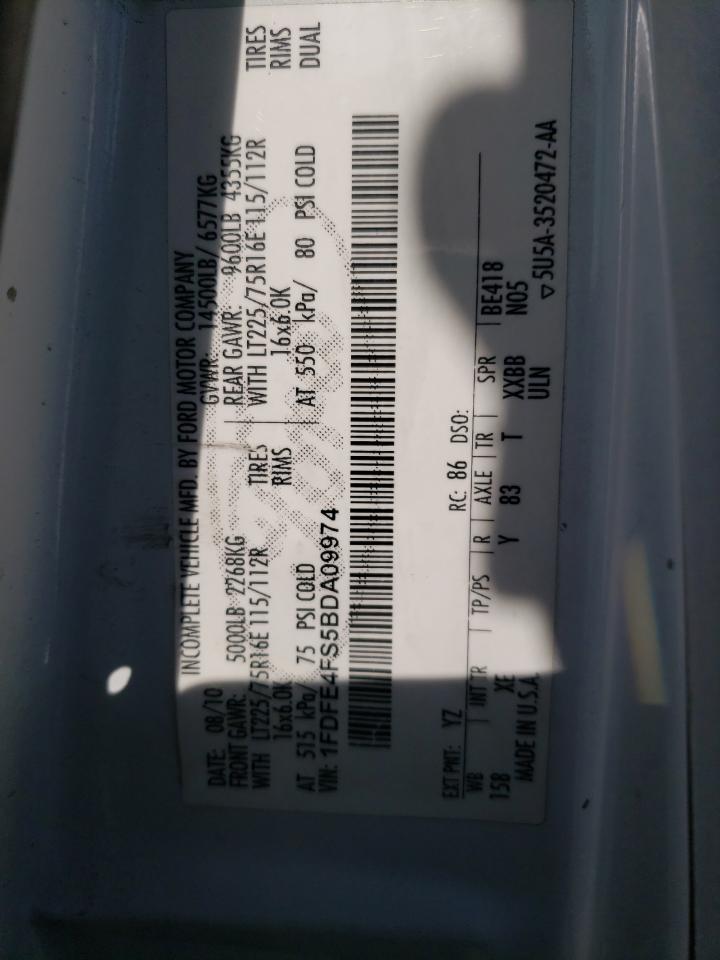 INCOMPLETE VEHICLE MFD. BY FORD MOTOR COMPANY
DATE: 08/10 GVWR: 14500LB/ 6577KG
FRONT GAWR: 5000LB 2268KG REAR GAWR: 9600LB 4355KG
WITH LT225/75R16E 115/112R TIRES WITH LT225/75R16E 115/112R TIRES
16x6.0K RIMS 16x6.0K RIMS
AT 515 kPa/ 75 PSI COLD AT 550 kPa/ 80 PSI COLD DUAL
VIN: 1FDFE4FS5BDA09974
EXT PNT: YZ RC: 86 DSO:
WB INT TR TP/PS R AXLE TR SPR BE418
158 XE Y 83 T XXBB N05
MADE IN U.S.A. ULN ▽5U5A-3520472-AA